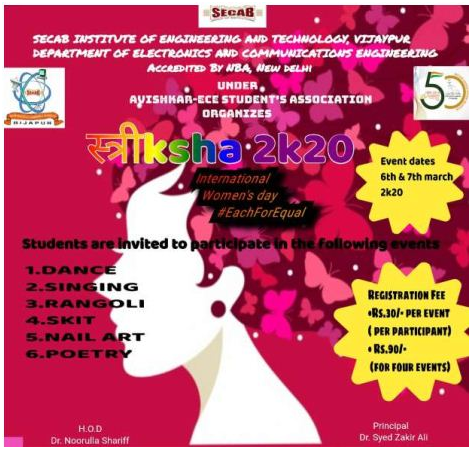 SECAB
SECAB INSTITUTE OF ENGINEERING AND TECHNOLOGY, VIJAYPUR
DEPARTMENT OF ELECTRONICS AND COMMUNICATIONS ENGINEERING
ACCREDITED BY NBA, NEW DELHI
UNDER
AVISHKAR-ECE STUDENT'S ASSOCIATION
ORGANIZES
SECAB
BIJAPUR
50
स्त्रीksha 2k20
International
Women's day
#EachForEqual
Event dates
6th & 7th march
2k20
Students are invited to participate in the following events
1.DANCE
2.SINGING
3.RANGOLI
4.SKIT
5.NAIL ART
6.POETRY
REGISTRATION FEE
•RS.30/- PER EVENT
( PER PARTICIPANT)
• RS.90/-
(FOR FOUR EVENTS)
H.O.D
Dr. Noorulla Shariff
Principal
Dr. Syed Zakir Ali